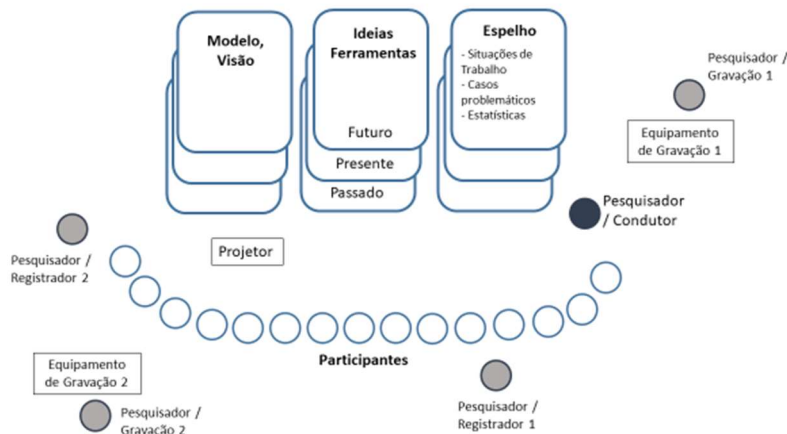 Modelo,
Visão
Ideias
Ferramentas
Futuro
Presente
Passado
Espelho
- Situações de
Trabalho
- Casos
problemáticos
- Estatísticas
Pesquisador /
Gravação 1
Equipamento
de Gravação 1
Pesquisador
/ Condutor
Projetor
Pesquisador /
Registrador 2
Participantes
Equipamento
de Gravação 2
Pesquisador /
Gravação 2
Pesquisador /
Registrador 1